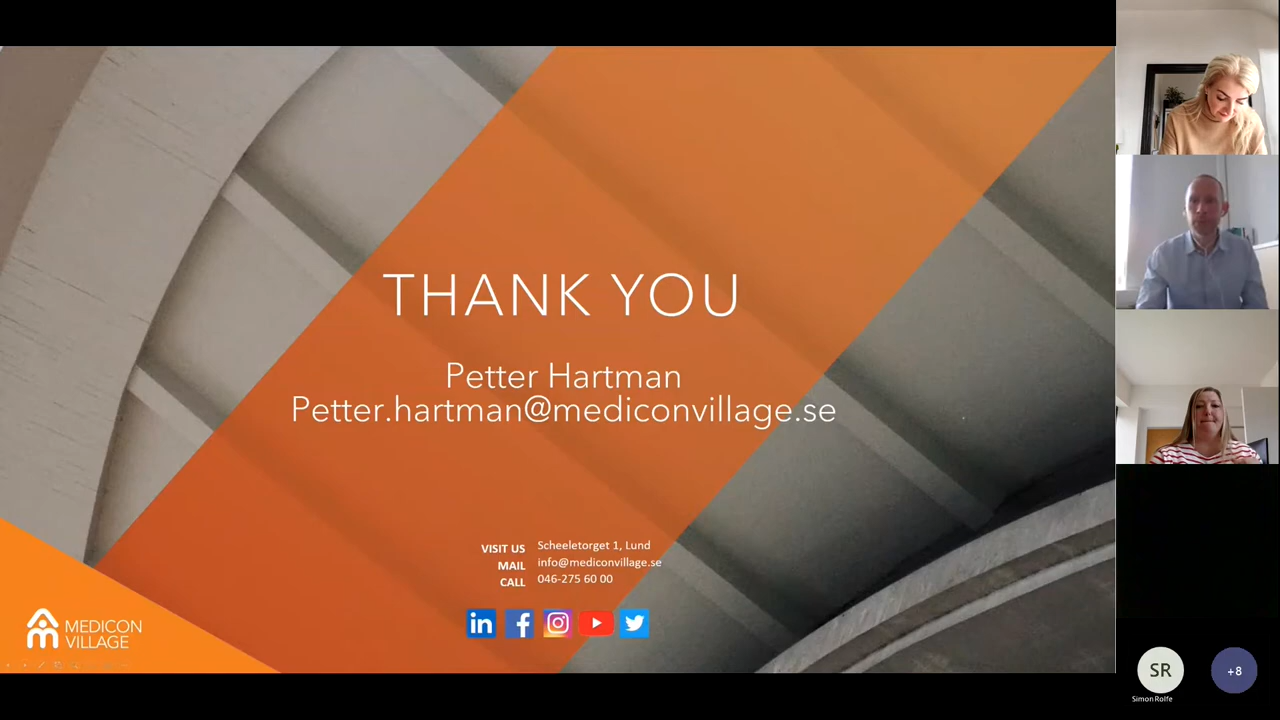 THANK YOU
Petter Hartman
Petter.hartman@mediconvillage.se
VISIT US Scheeletorget 1, Lund
MAIL info@mediconvillage.se
CALL 046-275 60 00
in f
MEDICON
VILLAGE
SR
+8
Simon Rolfe